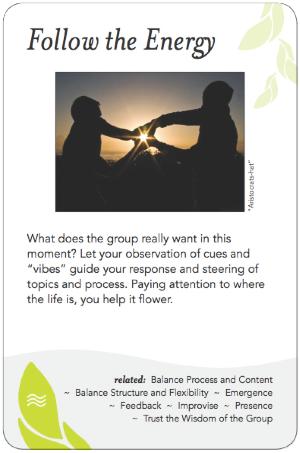 Follow the Energy
"Aristocrats-hat"
What does the group really want in this
moment? Let your observation of cues and
“vibes” guide your response and steering of
topics and process. Paying attention to where
the life is, you help it flower.
related: Balance Process and Content
~ Balance Structure and Flexibility ~ Emergence
~ Feedback ~ Improvise ~ Presence
~ Trust the Wisdom of the Group